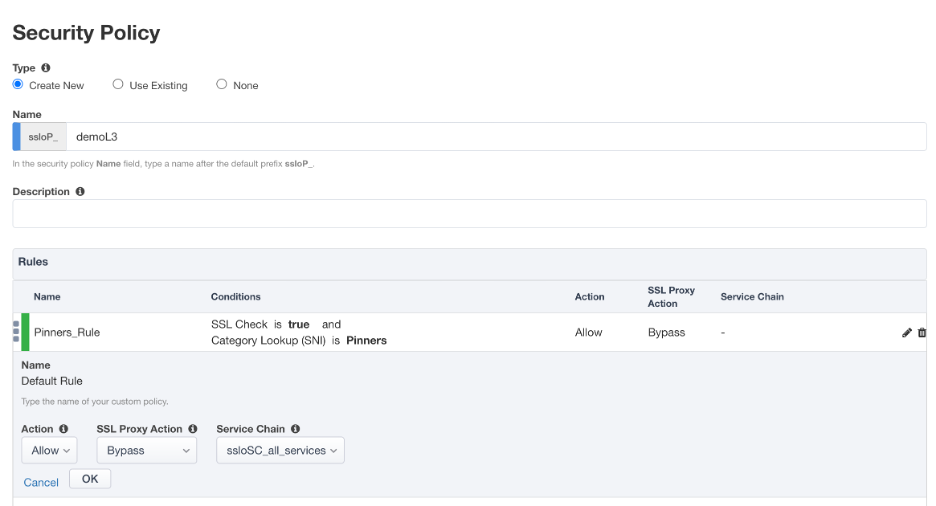 Security Policy
Type
Create New Use Existing None
Name
ssloP_ demoL3
In the security policy Name field, type a name after the default prefix ssloP_.
Description
Rules
Name Conditions Action SSL Proxy Action Service Chain
Pinners_Rule SSL Check is true and Allow Bypass -
Category Lookup (SNI) is Pinners
Name
Default Rule
Type the name of your custom policy.
Action SSL Proxy Action Service Chain
Allow Bypass ssloSC_all_services
Cancel OK